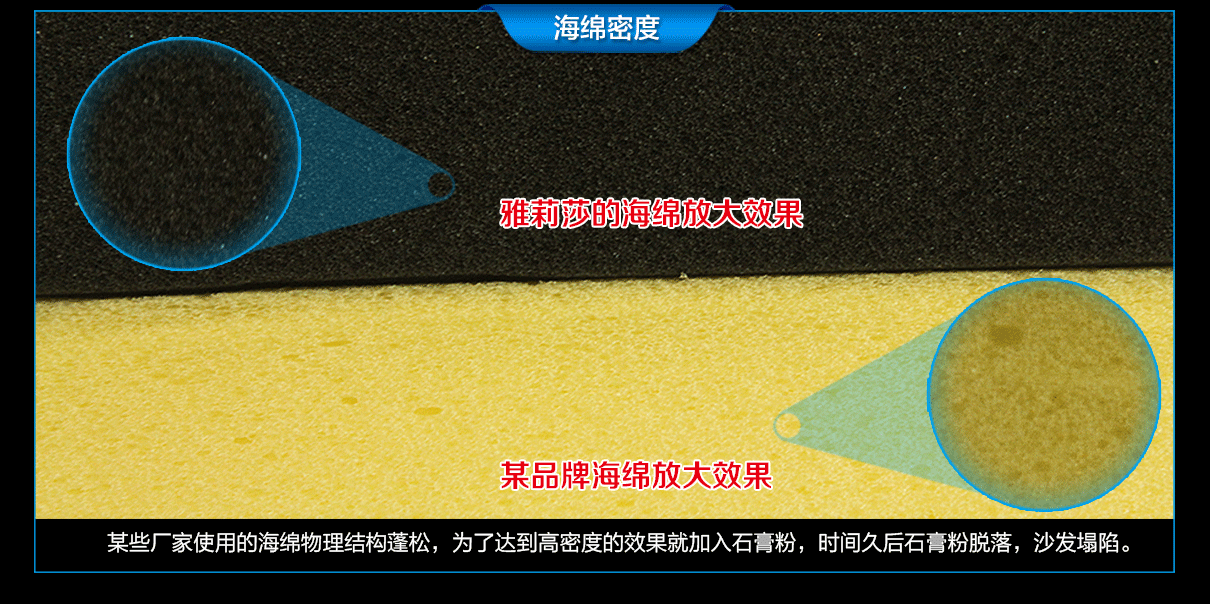 海绵密度
雅莉莎的海绵放大效果
某品牌海绵放大效果
某些厂家使用的海绵物理结构蓬松，为了达到高密度的效果就加入石膏粉，时间久后石膏粉脱落，沙发塌陷。